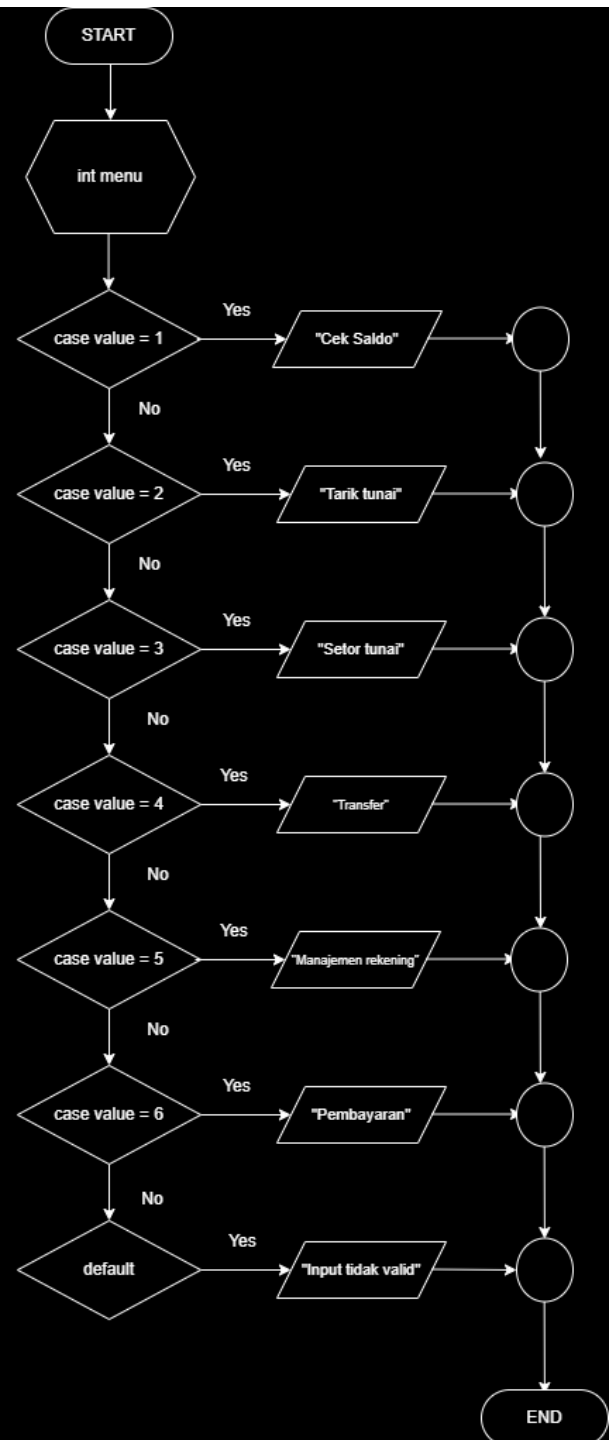 START
int menu
case value = 1
Yes
"Cek Saldo"
No
case value = 2
Yes
"Tarik tunai"
No
case value = 3
Yes
"Setor tunai"
No
case value = 4
Yes
"Transfer"
No
case value = 5
Yes
"Manajemen rekening"
No
case value = 6
Yes
"Pembayaran"
No
default
Yes
"Input tidak valid"
END